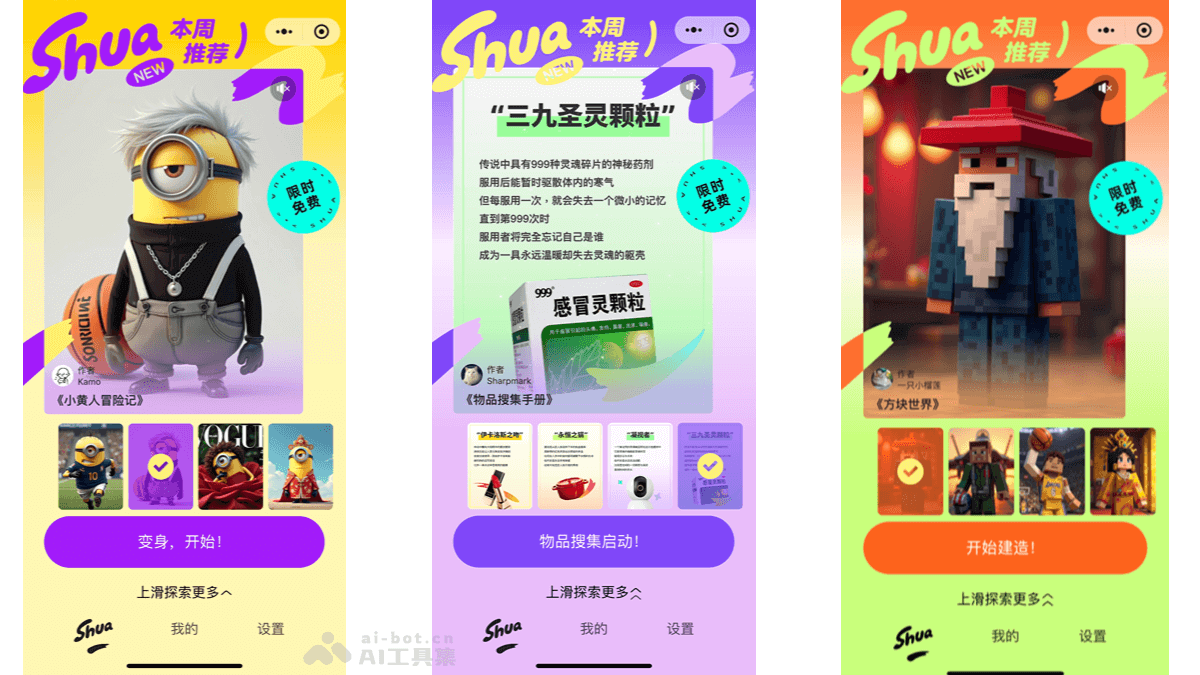 Shua
本周
推荐
NEW
限时
免费
SHUA
作者
Kamo
《小黄人冒险记》
10
VOGUE
变身，开始！
上滑探索更多
Shua
我的
设置
Shua
本周
推荐
NEW
“三九圣灵颗粒”
传说中具有999种灵魂碎片的神秘药剂
服用后能暂时驱散体内的寒气
但每服用一次，就会失去一个微小的记忆
直到第999次时
服用者将完全忘记自己是谁
成为一具永远温暖却失去灵魂的躯壳
限时
免费
SHUA
999
感冒灵颗粒
作者
Sharpmark
《物品搜集手册》
“伊卡洛斯之吻”
“永恒之锅”
“凝视者”
“三九圣灵颗粒”
物品搜集启动！
上滑探索更多
Shua
我的
设置
Shua
本周
推荐
NEW
限时
免费
SHUA
作者
一只小榴莲
《方块世界》
开始建造！
上滑探索更多
Shua
我的
设置
ai-bot.cn
AI工具集